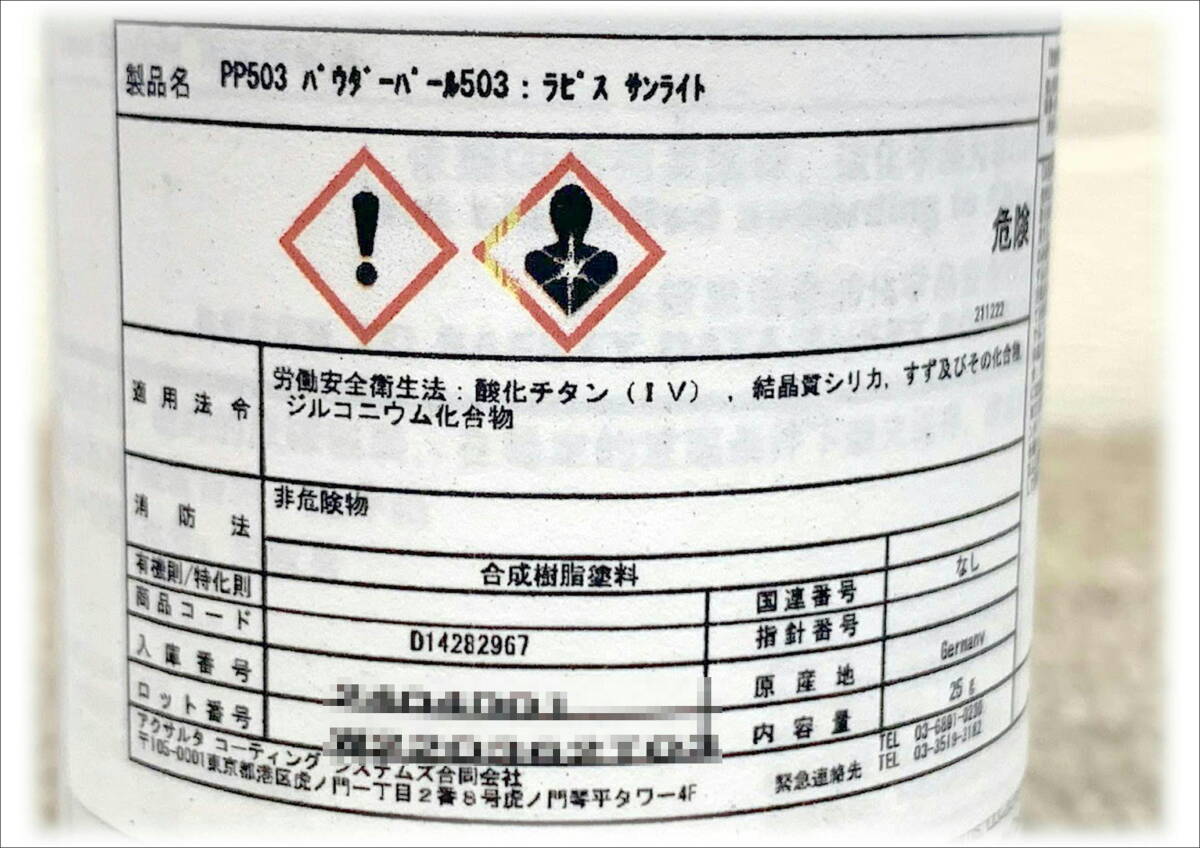 製品名 PP503 ﾊﾟｳﾀﾞｰﾊﾟｰﾙ503：ﾗﾋﾟｽ ｻﾝﾗｲﾄ
危険
211222
適用法令 労働安全衛生法：酸化チタン（ＩＶ），結晶質シリカ，すず及びその化合物，
ジルコニウム化合物
消防法 非危険物
合成樹脂塗料
有機則/特化則 国連番号 なし
商品コード D14282967 指針番号
入庫番号 原産地 Germany
ロット番号 内容量 25 g
アクサルタ コーティング システムズ合同会社
〒105-0001東京都港区虎ノ門一丁目２番８号虎ノ門琴平タワー4F
緊急連絡先 TEL
TEL